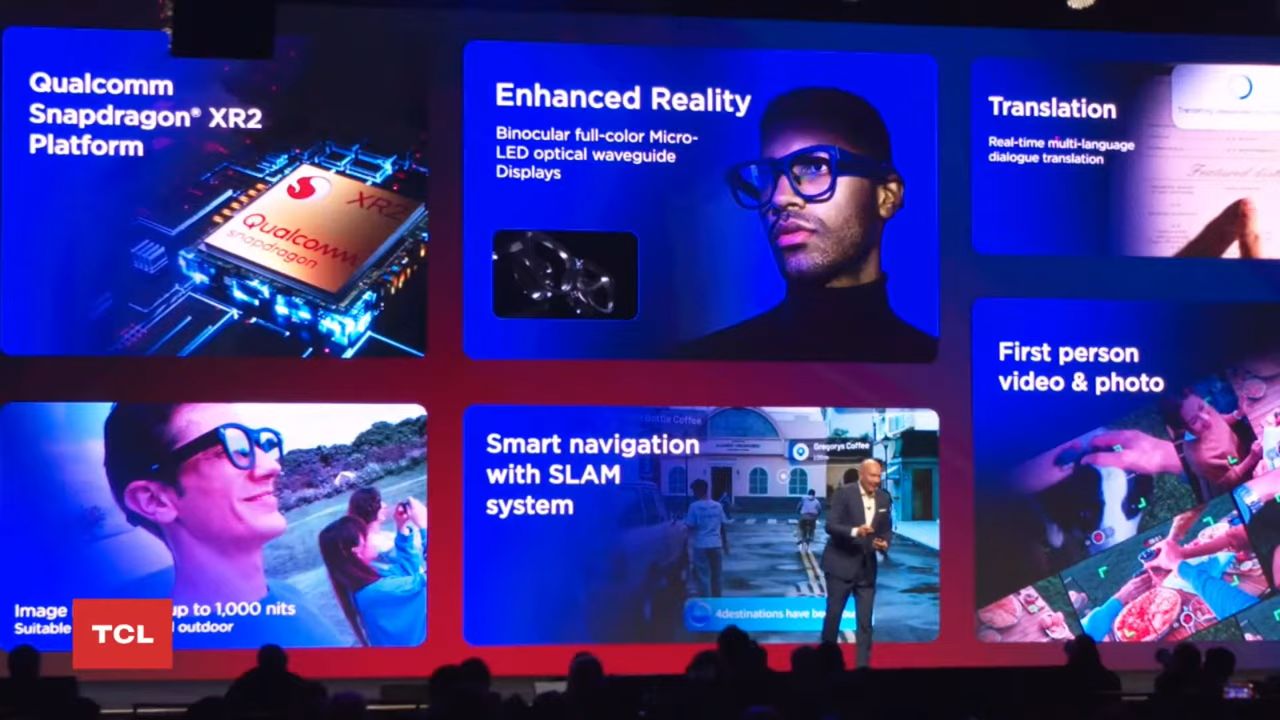 Qualcomm
Snapdragon® XR2
Platform
XR2
Qualcomm
snapdragon
Enhanced Reality
Binocular full-color Micro-
LED optical waveguide
Displays
Translation
Real-time multi-language
dialogue translation
Image up to 1,000 nits
Suitable outdoor
TCL
Smart navigation
with SLAM
system
Bottle Coffee
Gregorys Coffee
4destinations have
First person
video & photo